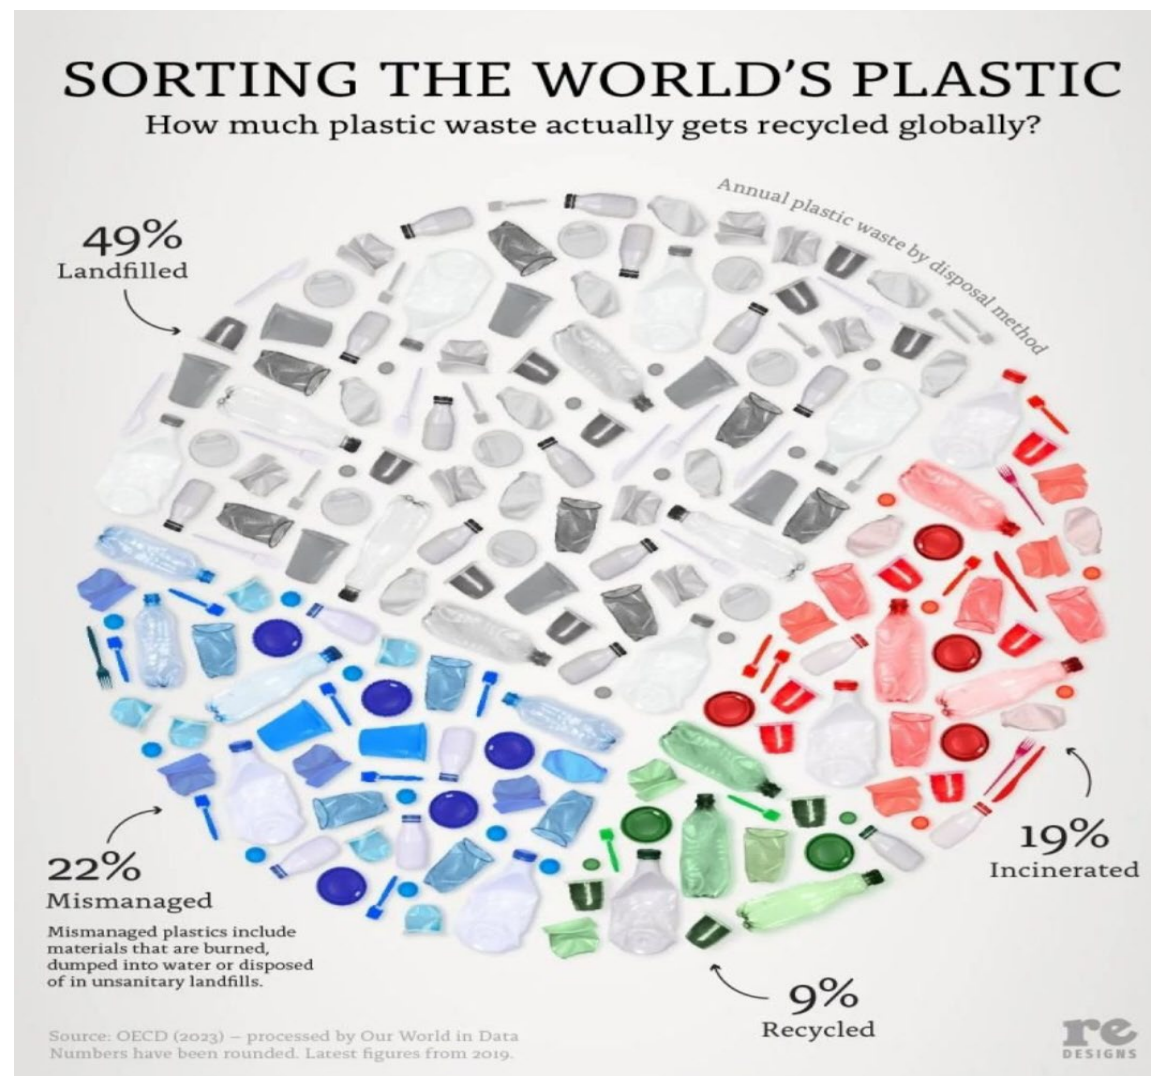 SORTING THE WORLD'S PLASTIC
How much plastic waste actually gets recycled globally?
Annual plastic waste by disposal method
49%
Landfilled
22%
Mismanaged
Mismanaged plastics include
materials that are burned,
dumped into water or disposed
of in unsanitary landfills.
19%
Incinerated
9%
Recycled
Source: OECD (2023) – processed by Our World in Data
Numbers have been rounded. Latest figures from 2019.
re
DESIGNS